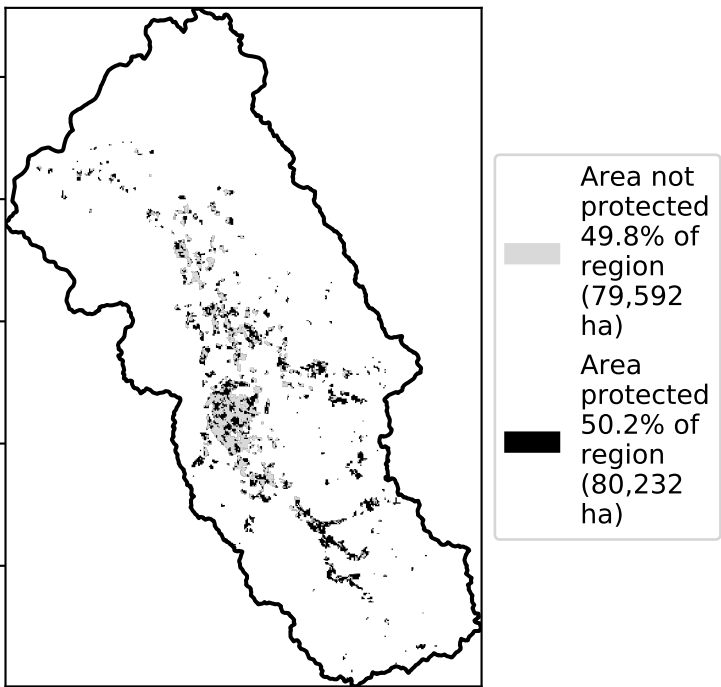 Area not
protected
49.8% of
region
(79,592
ha)
Area
protected
50.2% of
region
(80,232
ha)